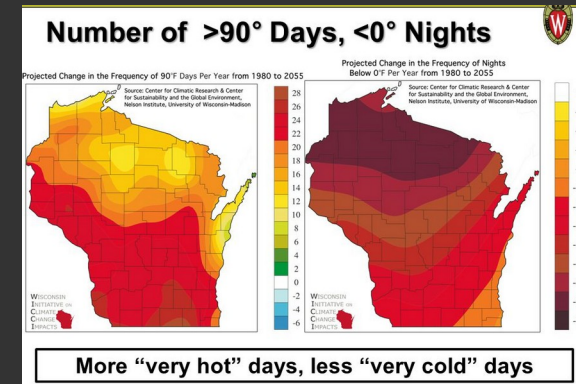 Number of >90° Days, <0° Nights
Projected Change in the Frequency of 90°F Days Per Year from 1980 to 2055
Source: Center for Climatic Research & Center
for Sustainability and the Global Environment,
Nelson Institute, University of Wisconsin-Madison
28
26
24
22
20
18
16
14
12
10
8
6
4
2
0
-2
-4
-6
WISCONSIN
INITIATIVE ON
CLIMATE
CHANGE
IMPACTS
Projected Change in the Frequency of Nights
Below 0°F Per Year from 1980 to 2055
Source: Center for Climatic Research & Center
for Sustainability and the Global Environment,
Nelson Institute, University of Wisconsin-Madison
WISCONSIN
INITIATIVE ON
CLIMATE
CHANGE
IMPACTS
More “very hot” days, less “very cold” days